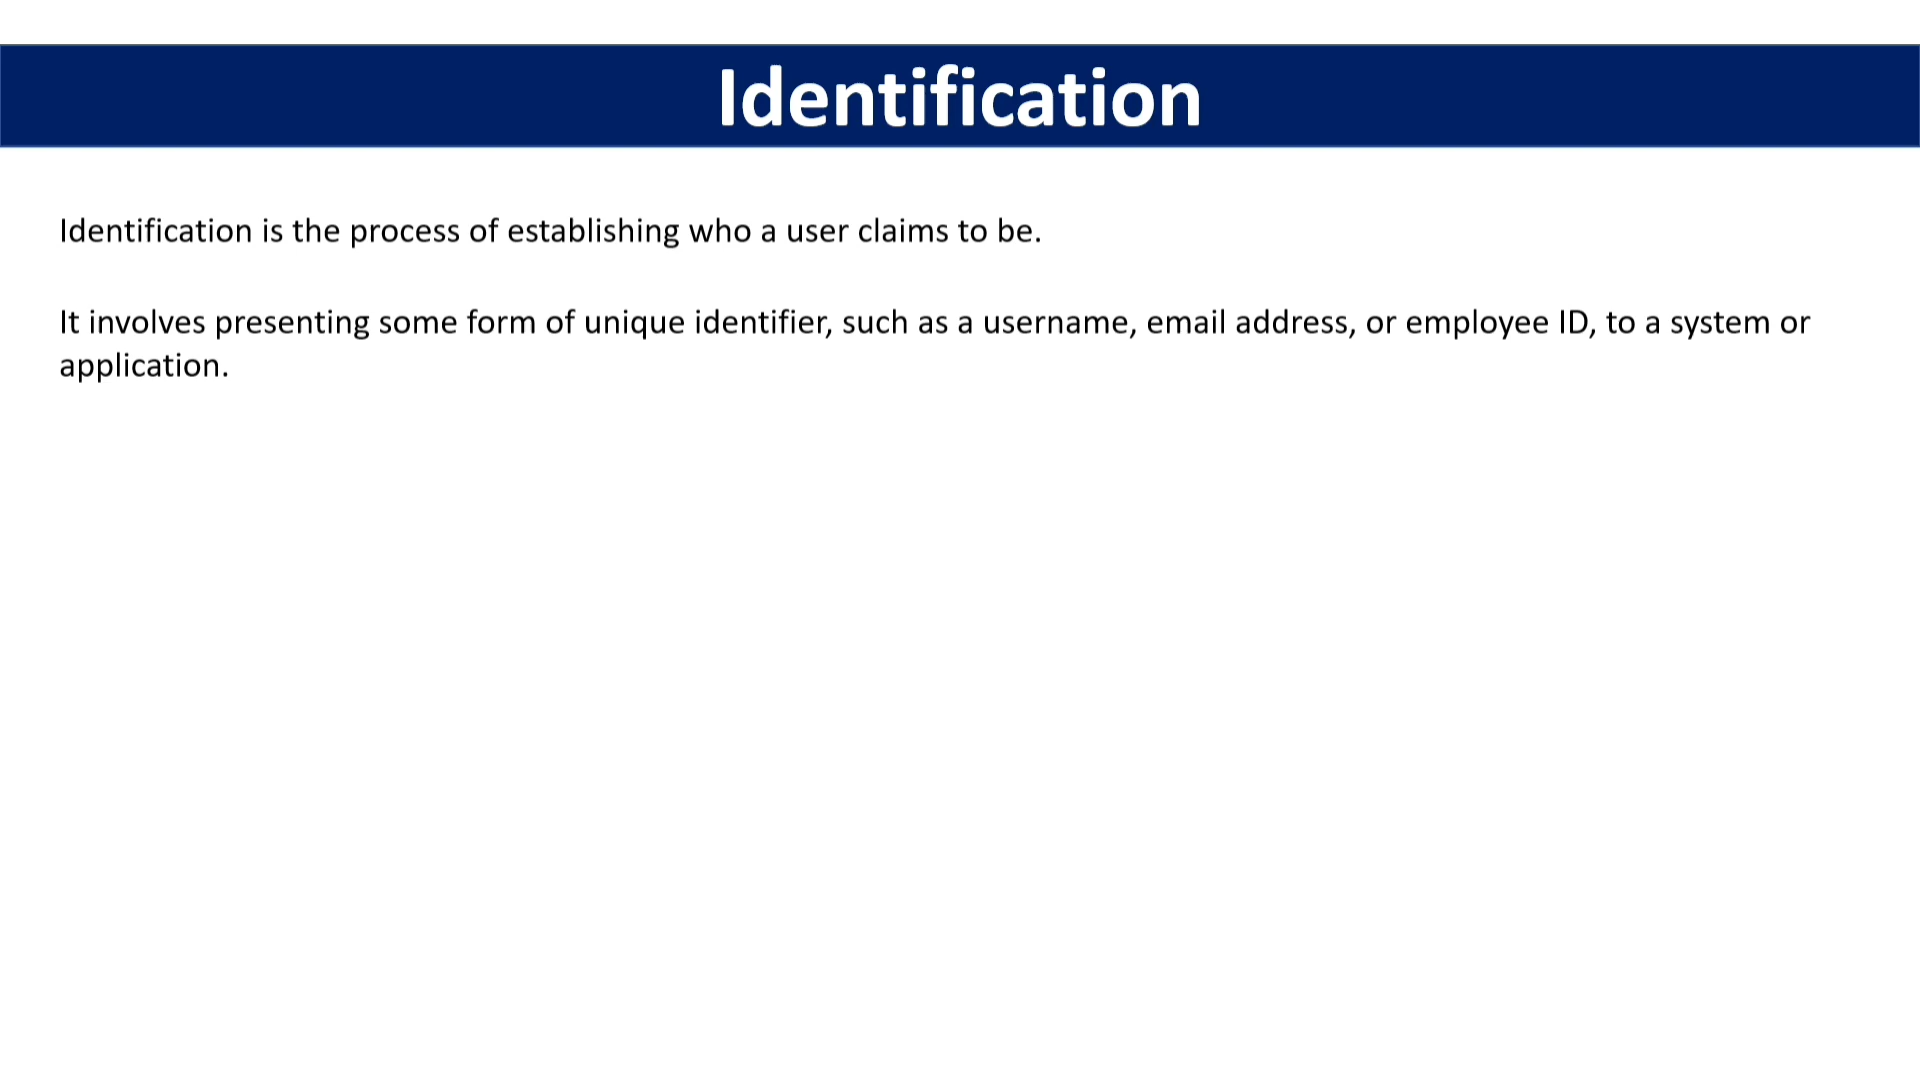 Identification
Identification is the process of establishing who a user claims to be.
It involves presenting some form of unique identifier, such as a username, email address, or employee ID, to a system or
application.